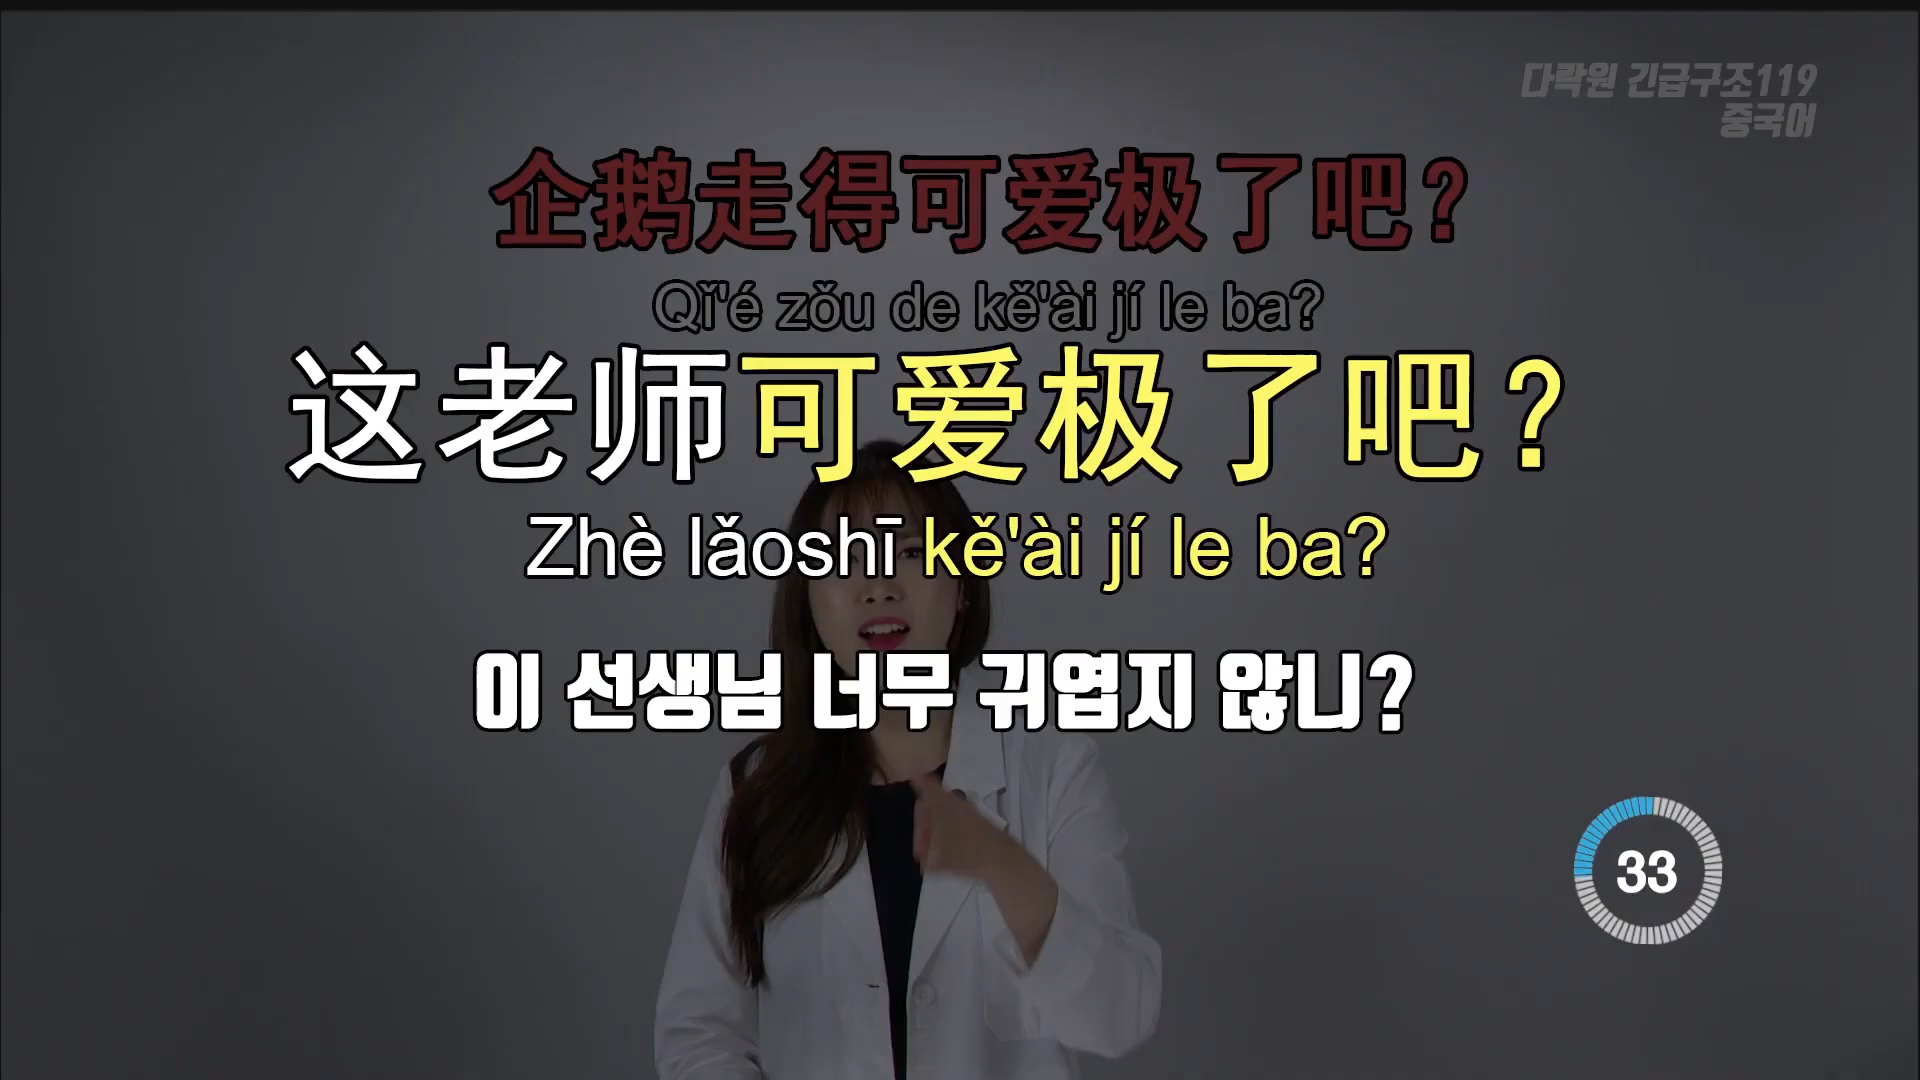 다락원 긴급구조119
중국어
企鹅走得可爱极了吧？
Qǐ'é zǒu de kě'ài jí le ba?
这老师可爱极了吧？
Zhè lǎoshī kě'ài jí le ba?
이 선생님 너무 귀엽지 않니?
33